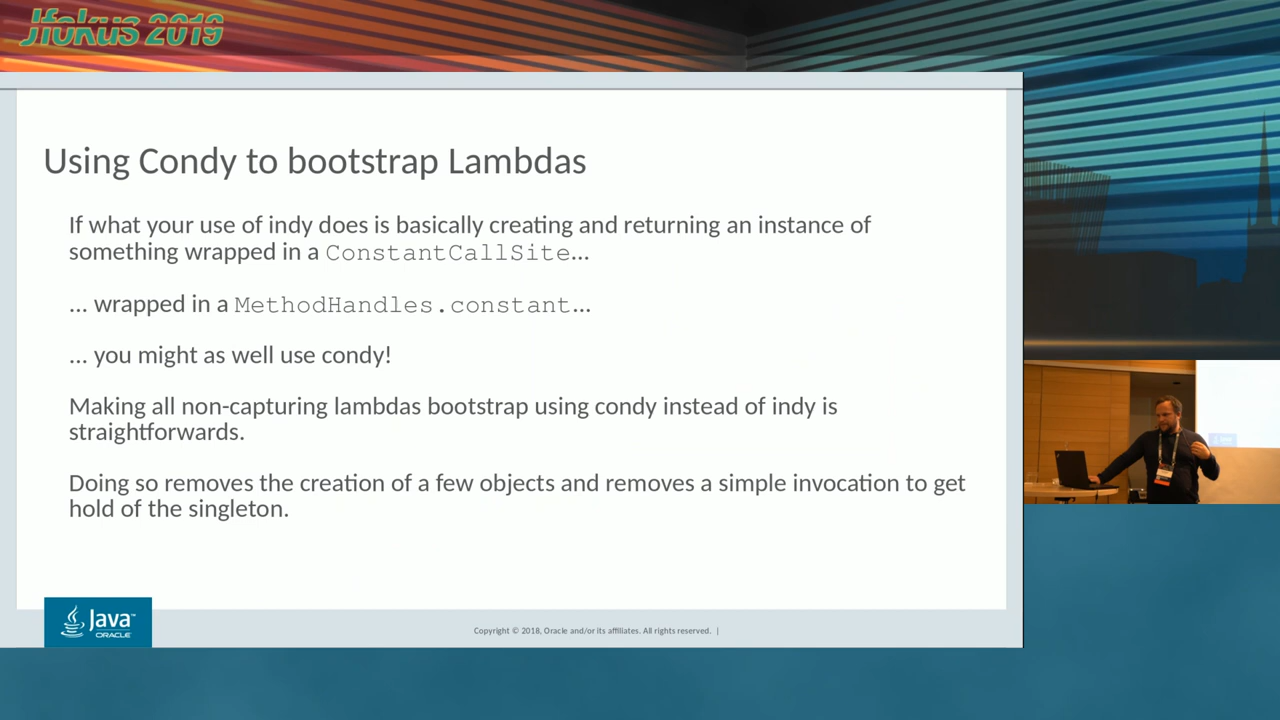 Jfokus 2019
Using Condy to bootstrap Lambdas
If what your use of indy does is basically creating and returning an instance of
something wrapped in a ConstantCallSite...
... wrapped in a MethodHandles.constant...
... you might as well use condy!
Making all non-capturing lambdas bootstrap using condy instead of indy is
straightforwards.
Doing so removes the creation of a few objects and removes a simple invocation to get
hold of the singleton.
Java™
ORACLE
Copyright © 2018, Oracle and/or its affiliates. All rights reserved. |